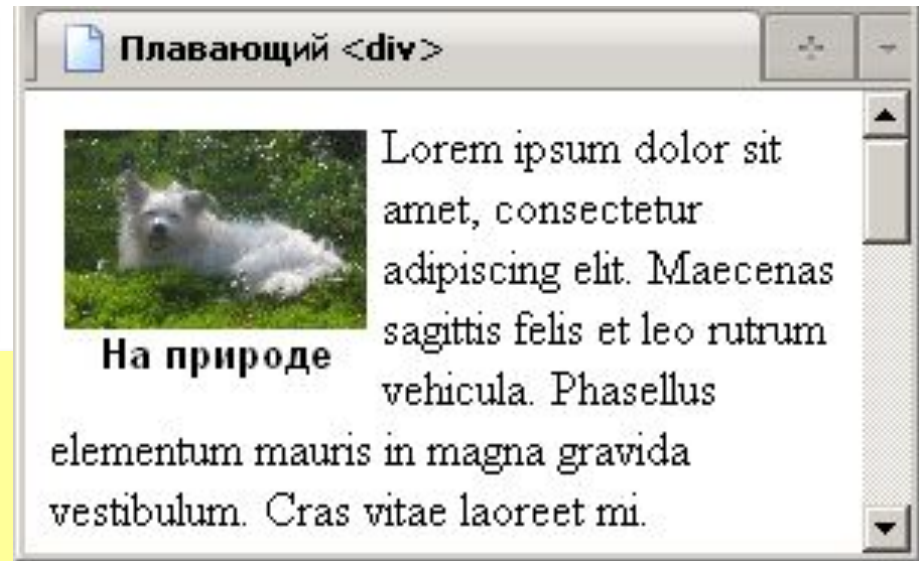 Плавающий <div>
Lorem ipsum dolor sit
amet, consectetur
adipiscing elit. Maecenas
sagittis felis et leo rutrum
vehicula. Phasellus
На природе
elementum mauris in magna gravida
vestibulum. Cras vitae laoreet mi.